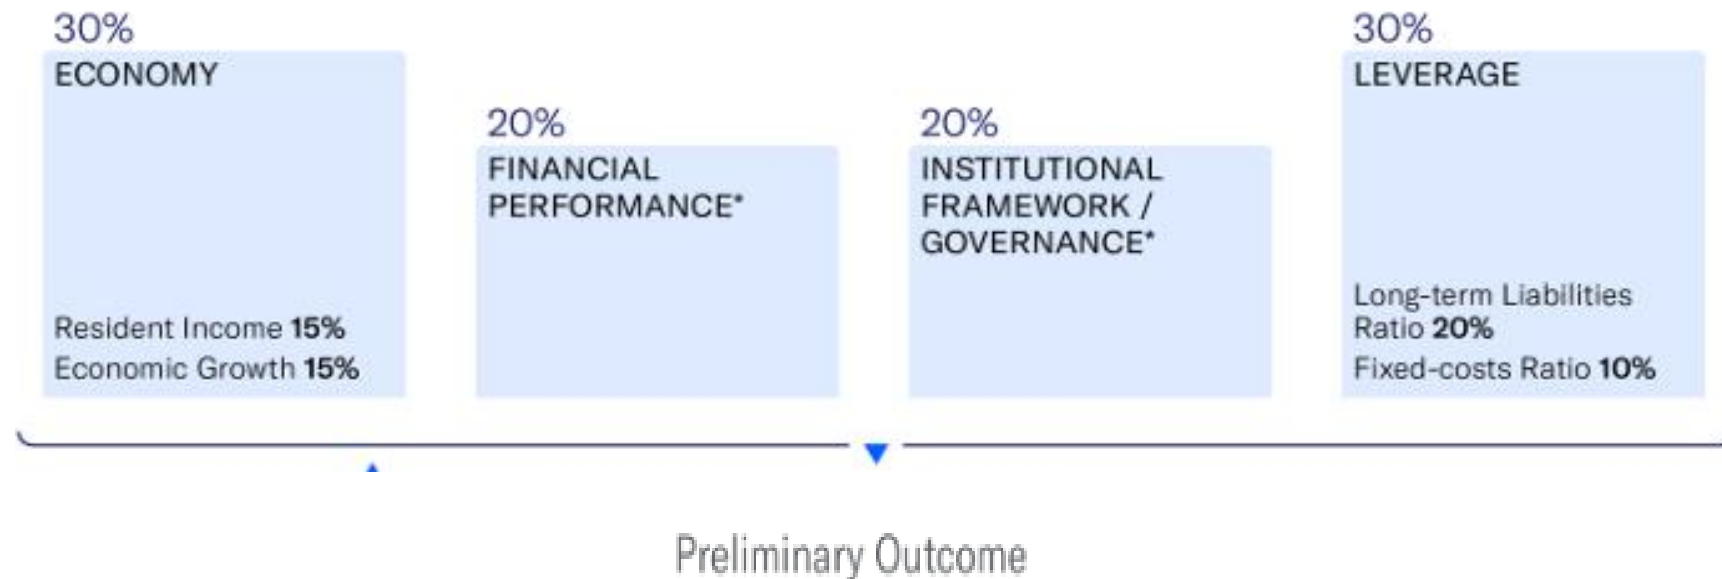 30%
ECONOMY
Resident Income 15%
Economic Growth 15%
20%
FINANCIAL
PERFORMANCE*
20%
INSTITUTIONAL
FRAMEWORK /
GOVERNANCE*
30%
LEVERAGE
Long-term Liabilities
Ratio 20%
Fixed-costs Ratio 10%
Preliminary Outcome